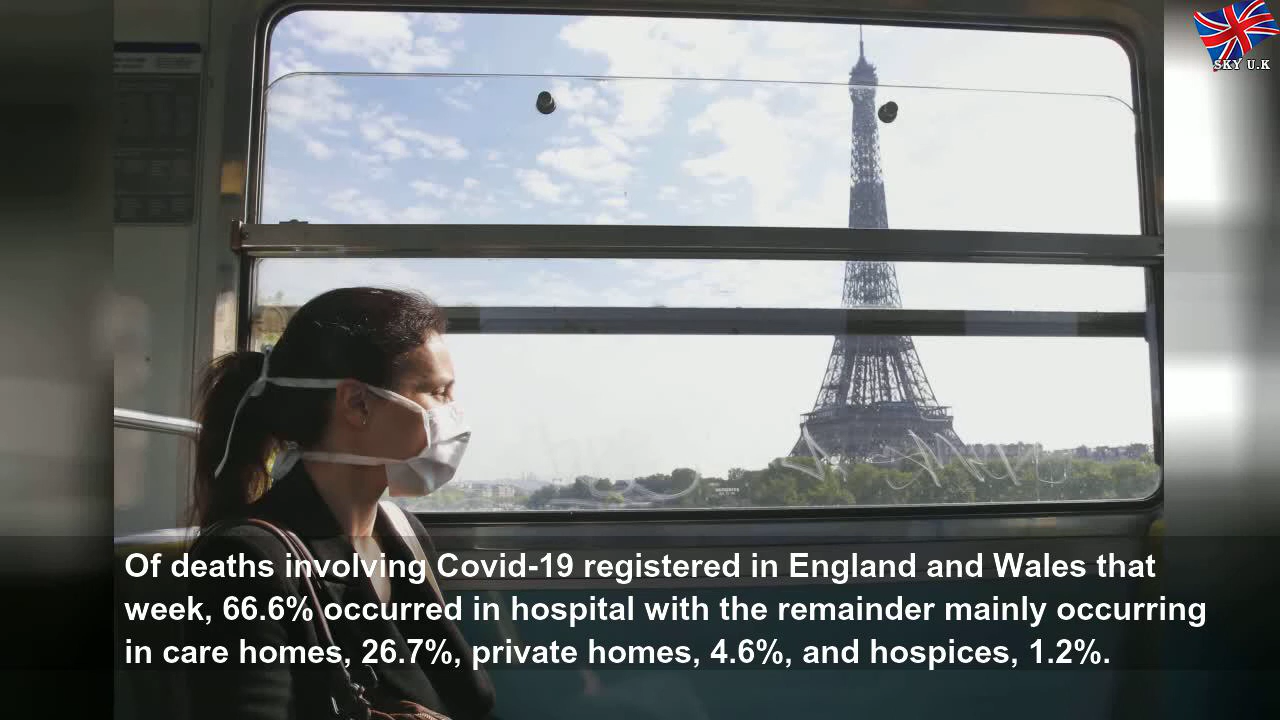 SKY U.K
Of deaths involving Covid-19 registered in England and Wales that
week, 66.6% occurred in hospital with the remainder mainly occurring
in care homes, 26.7%, private homes, 4.6%, and hospices, 1.2%.